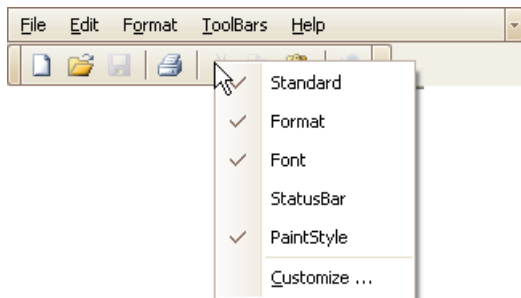 File Edit Format ToolBars Help
Standard
Format
Font
StatusBar
PaintStyle
Customize ...